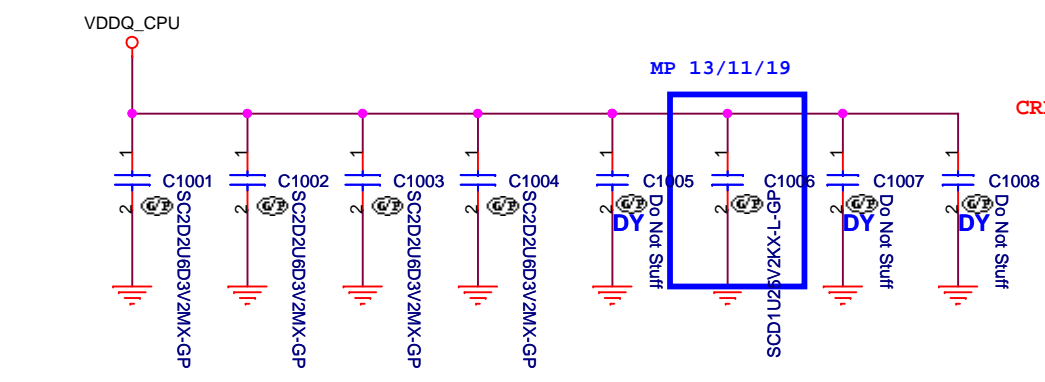 VDDQ_CPU
MP 13/11/19
CR
1
2
C1001
G/P
SC2D2U6D3V2MX-GP
1
2
C1002
G/P
SC2D2U6D3V2MX-GP
1
2
C1003
G/P
SC2D2U6D3V2MX-GP
1
2
C1004
G/P
SC2D2U6D3V2MX-GP
1
2
C1005
G/P
DY
Do Not Stuff
1
2
C1006
G/P
SCD1U25V2KX-L-GP
1
2
C1007
G/P
DY
Do Not Stuff
1
2
C1008
G/P
DY
Do Not Stuff